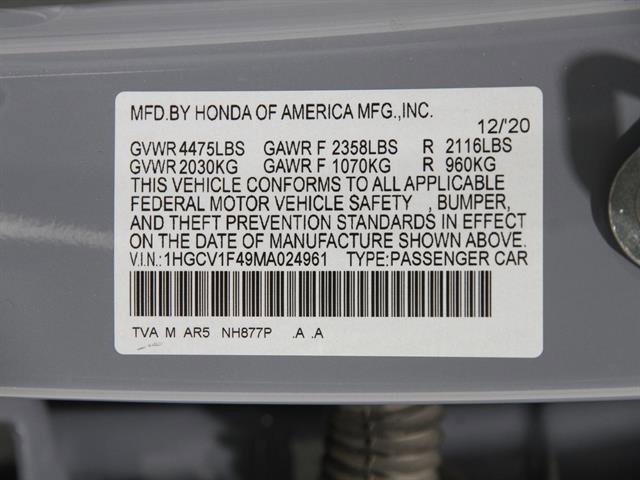 MFD.BY HONDA OF AMERICA MFG.,INC.
12/'20
GVWR 4475LBS GAWR F 2358LBS R 2116LBS
GVWR 2030KG GAWR F 1070KG R 960KG
THIS VEHICLE CONFORMS TO ALL APPLICABLE
FEDERAL MOTOR VEHICLE SAFETY , BUMPER,
AND THEFT PREVENTION STANDARDS IN EFFECT
ON THE DATE OF MANUFACTURE SHOWN ABOVE.
V.I.N.:1HGCV1F49MA024961 TYPE:PASSENGER CAR
TVA M AR5 NH877P .A .A